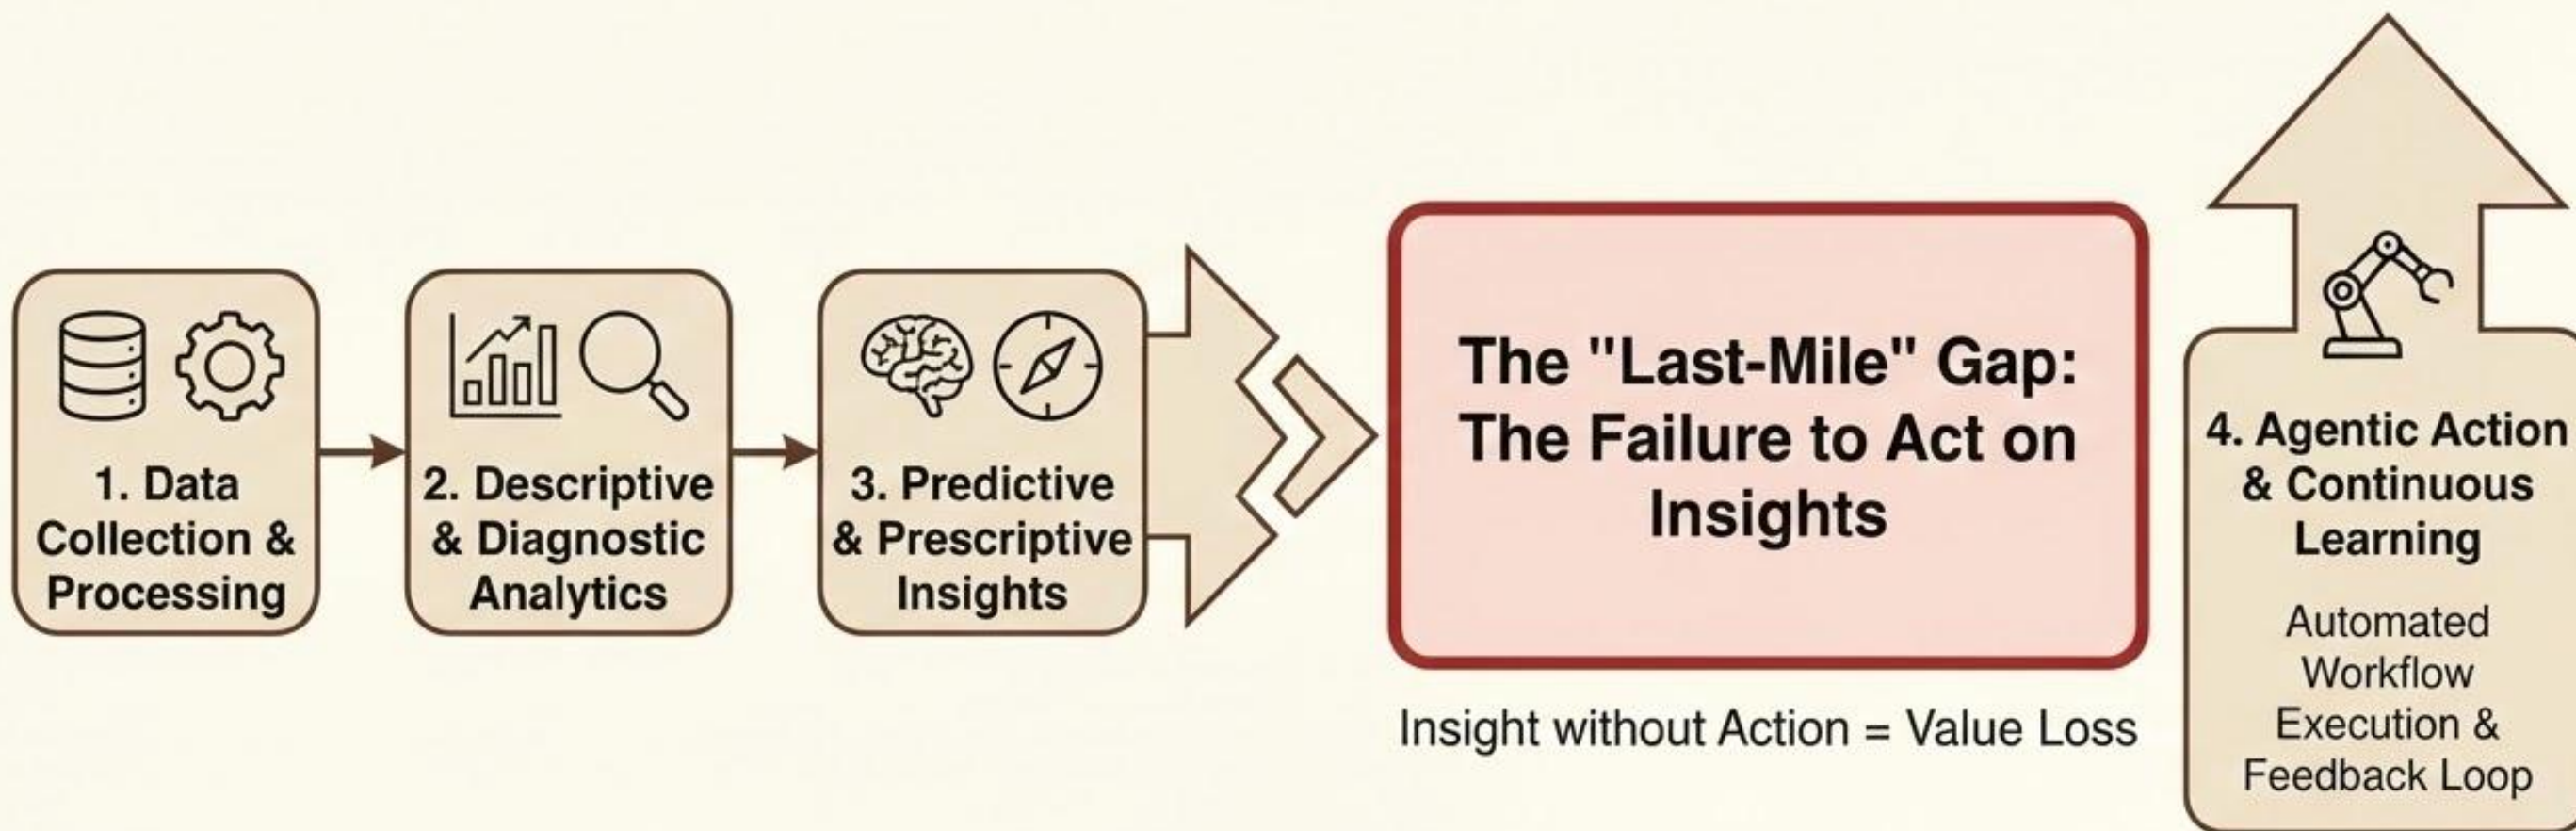 1. Data
Collection &
Processing
2. Descriptive
& Diagnostic
Analytics
3. Predictive
& Prescriptive
Insights
The "Last-Mile" Gap:
The Failure to Act on
Insights
Insight without Action = Value Loss
4. Agentic Action
& Continuous
Learning
Automated
Workflow
Execution &
Feedback Loop